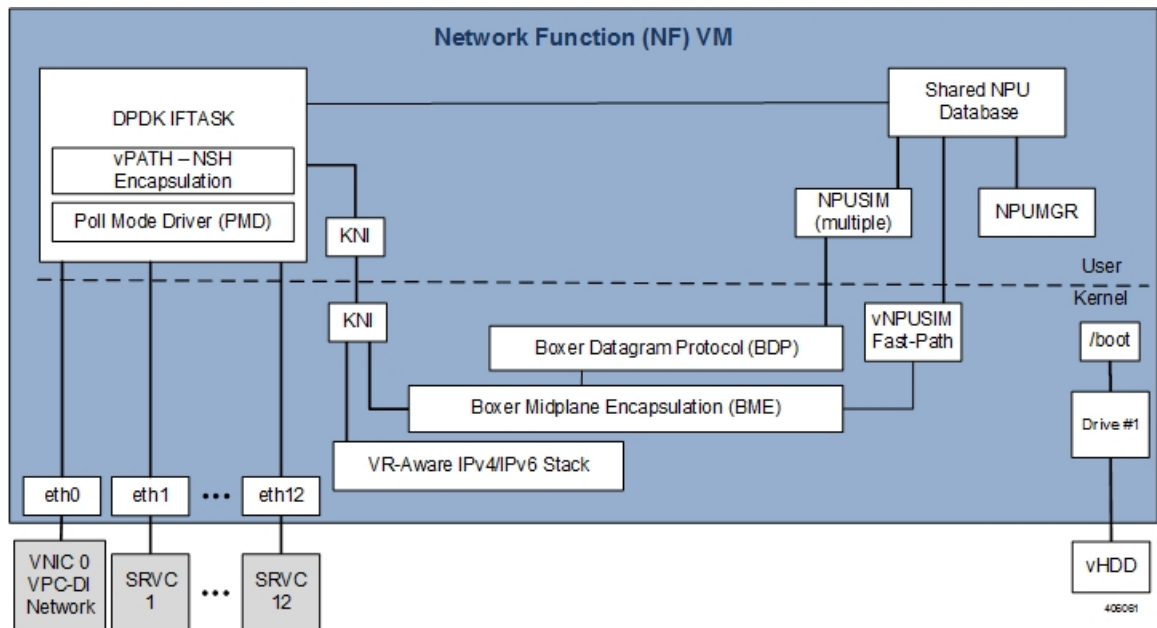 Network Function (NF) VM
DPDK IFTASK
vPATH – NSH
Encapsulation
Poll Mode Driver (PMD)
Shared NPU
Database
KNI
NPUSIM
(multiple)
NPUMGR
User
Kernel
KNI
Boxer Datagram Protocol (BDP)
vNPUSIM
Fast-Path
/boot
Boxer Midplane Encapsulation (BME)
Drive #1
VR-Aware IPv4/IPv6 Stack
eth0
eth1
•••
eth12
VNIC 0
VPC-DI
Network
SRVC
1
•••
SRVC
12
vHDD
406061